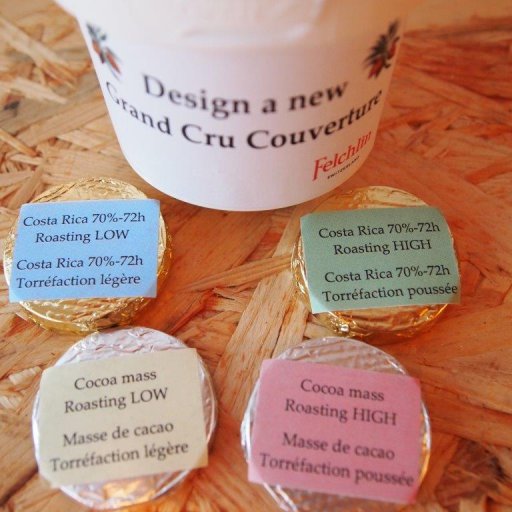 Design a new
Grand Cru Couverture
Felchlin
SWITZERLAND
Costa Rica 70%-72h
Roasting LOW
Costa Rica 70%-72h
Torréfaction légère
Costa Rica 70%-72h
Roasting HIGH
Costa Rica 70%-72h
Torréfaction poussée
Cocoa mass
Roasting LOW
Masse de cacao
Torréfaction légère
Cocoa mass
Roasting HIGH
Masse de cacao
Torréfaction poussée